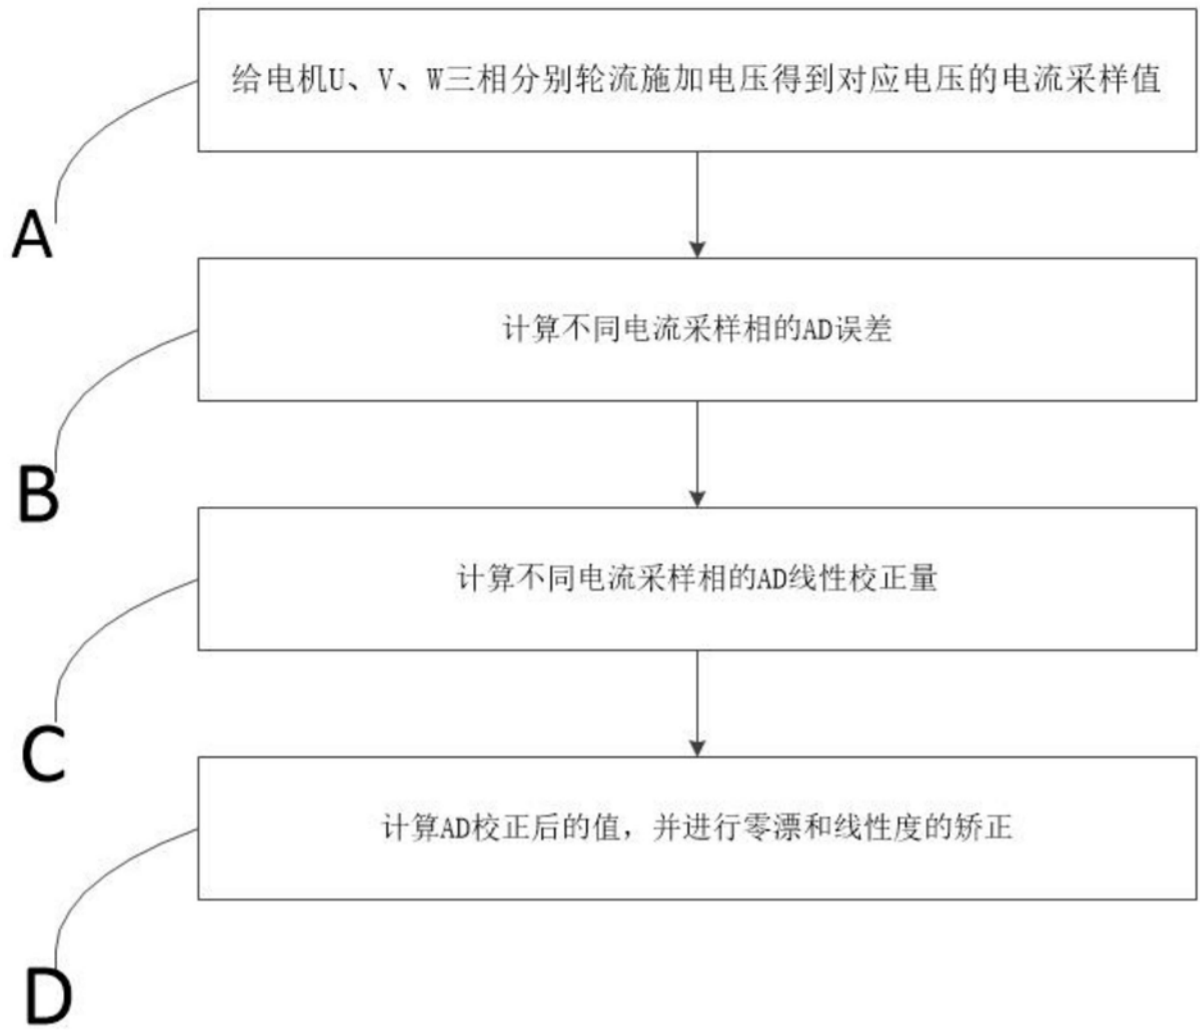 给电机U、V、W三相分别轮流施加电压得到对应电压的电流采样值
A
计算不同电流采样相的AD误差
B
计算不同电流采样相的AD线性校正量
C
计算AD校正后的值，并进行零漂和线性度的矫正
D